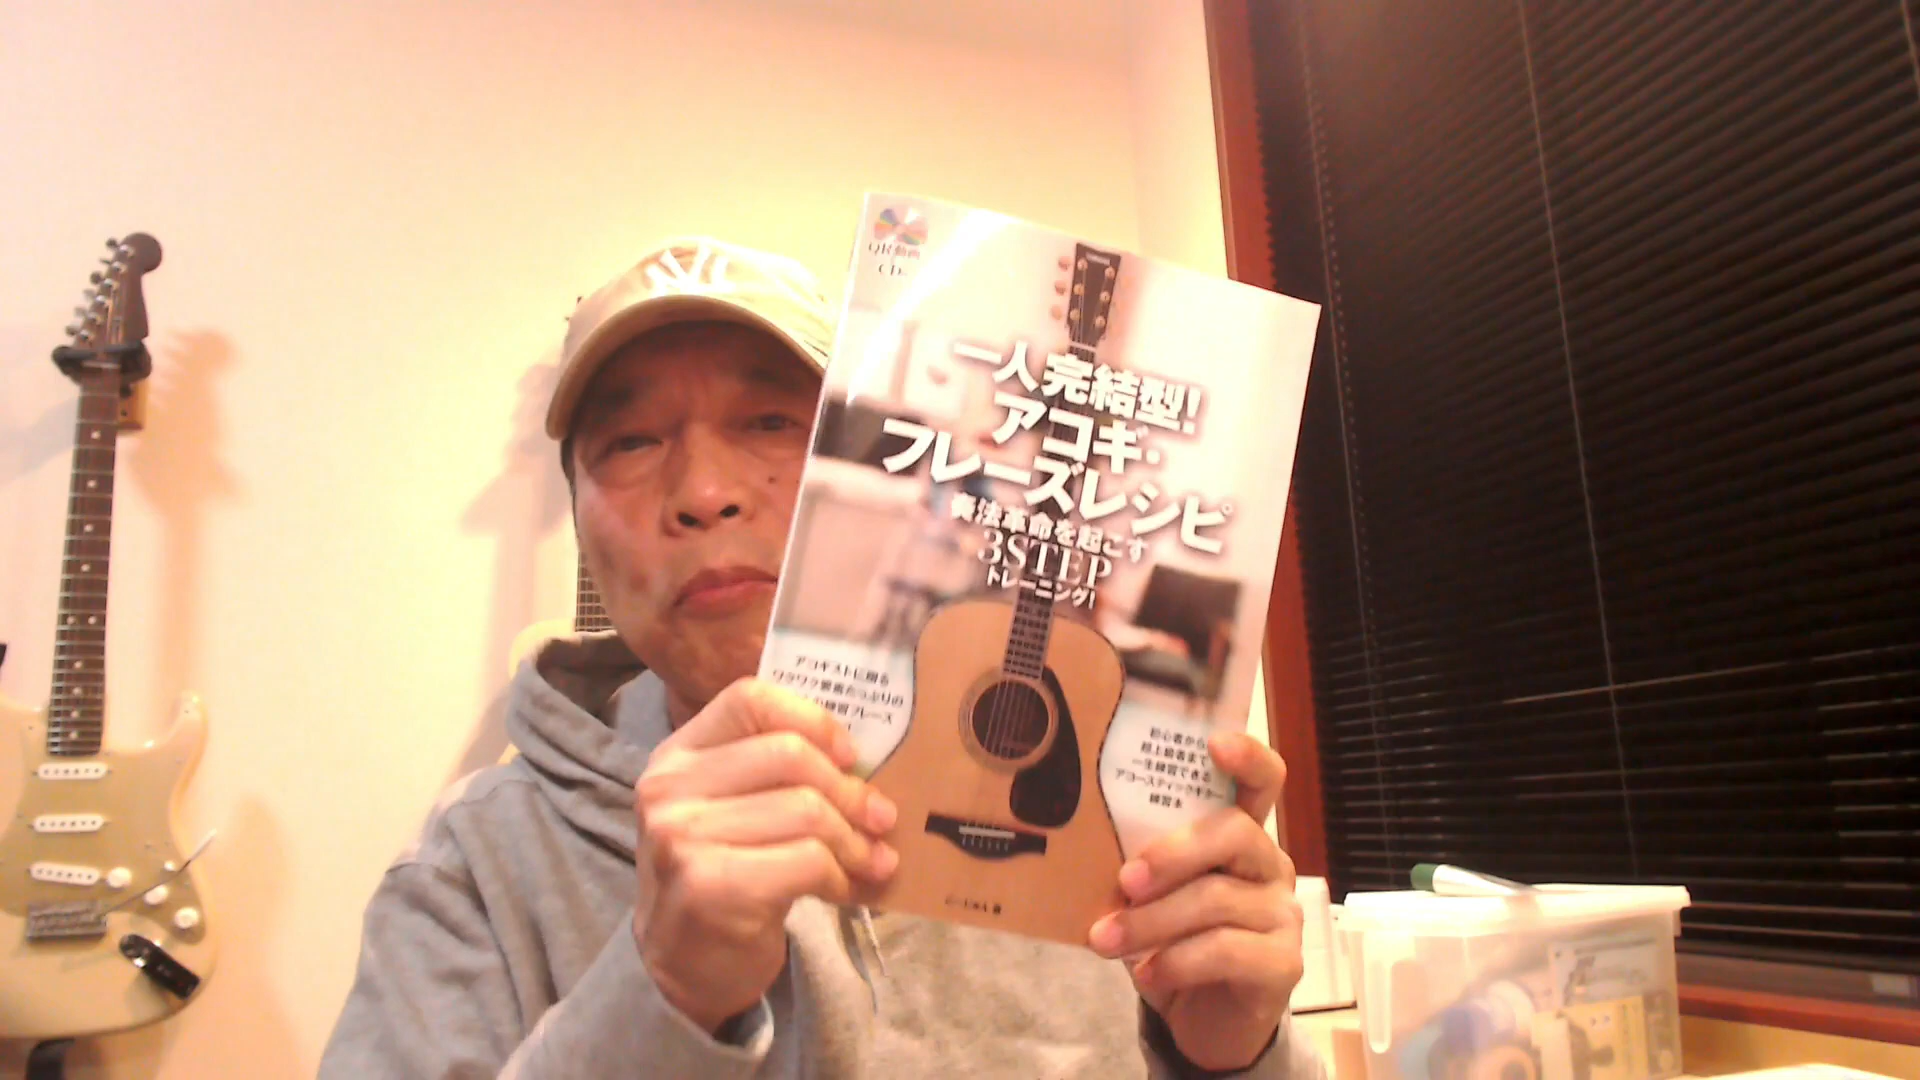 QR動画
CD
一人完結型!
アコギ・
フレーズレシピ
奏法革命を起こす
3STEP
トレーニング!
アコギストに贈る
ワクワク要素たっぷりの
練習フレーズ
初心者から
超上級者まで
一生練習できる
アコースティックギター
練習本
YAMAHA